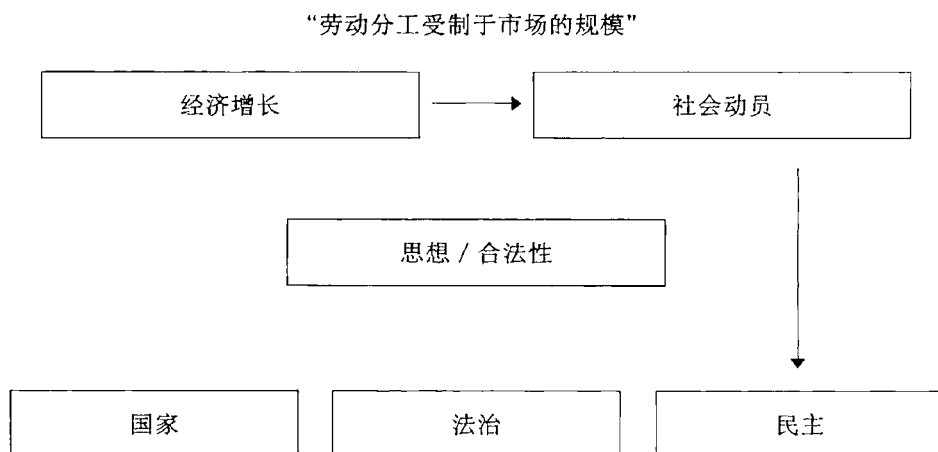 “劳动分工受制于市场的规模”
经济增长
社会动员
思想 / 合法性
国家
法治
民主